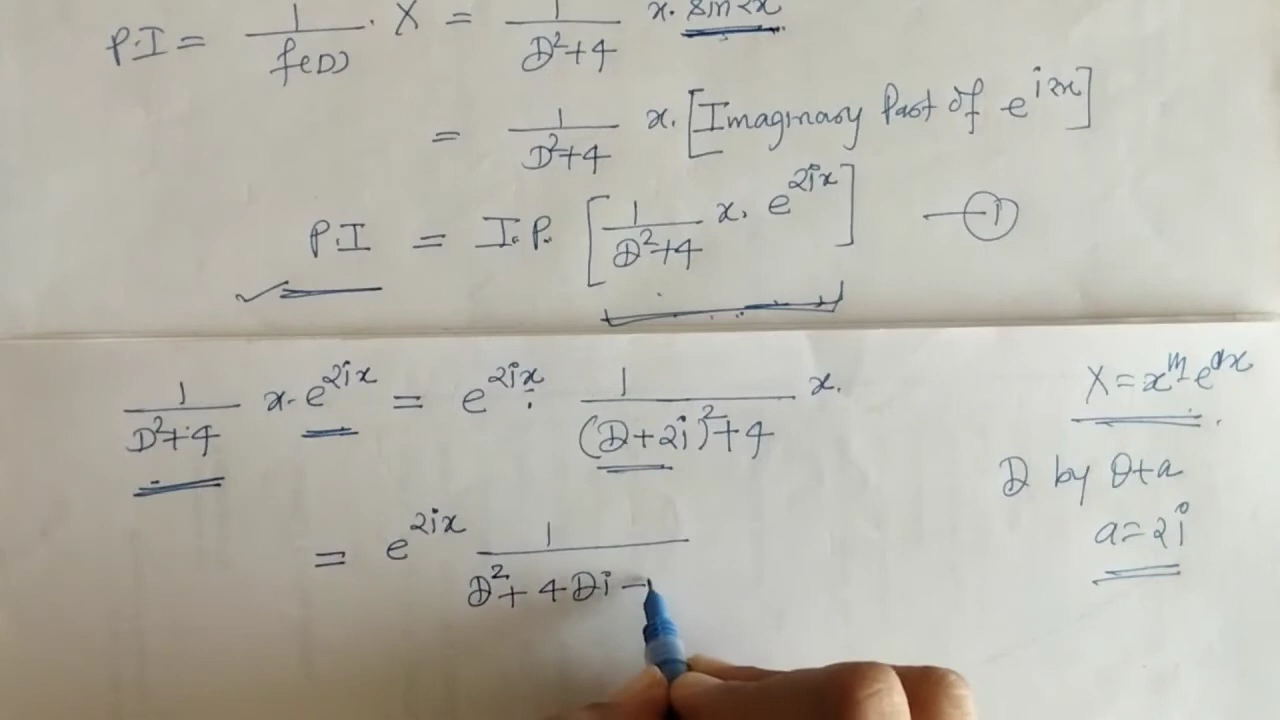 P.I = 1/f(D) . X = 1/D²+4 x. Sin2x
= 1/D²+4 x. [Imaginary Part of e^i2x]
P.I = I.P. [1/D²+4 x. e^2ix] —①
1/D²+4 x. e^2ix = e^2ix . 1/(D+2i)²+4 x.
X = x^m e^ax
D by D+a
a=2i
= e^2ix 1/D²+4Di-